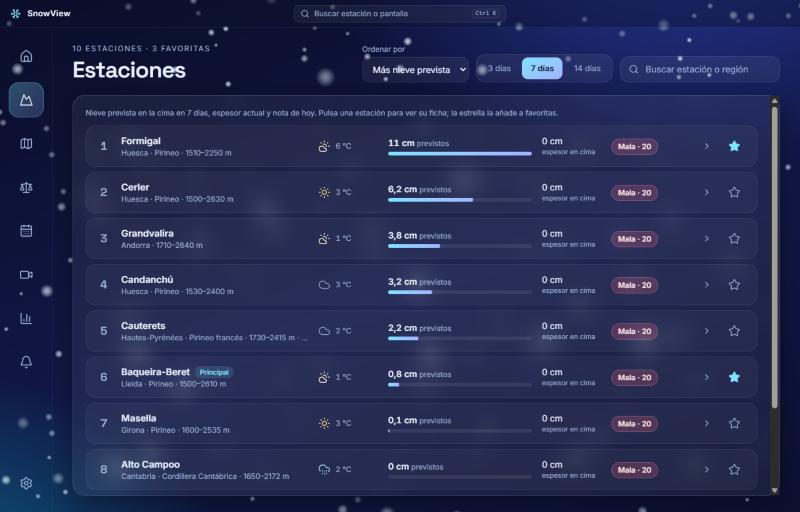 SnowView
Buscar estación o pantalla
Ctrl K
10 ESTACIONES · 3 FAVORITAS
Estaciones
Ordenar por
Más nieve prevista
3 días
7 días
14 días
Buscar estación o región
Nieve prevista en la cima en 7 días, espesor actual y nota de hoy. Pulsa una estación para ver su ficha; la estrella la añade a favoritas.
1
Formigal
Huesca · Pirineo · 1510–2250 m
6 °C
11 cm previstos
0 cm
espesor en cima
Mala · 20
2
Cerler
Huesca · Pirineo · 1500–2630 m
3 °C
6,2 cm previstos
0 cm
espesor en cima
Mala · 20
3
Grandvalira
Andorra · 1710–2640 m
1 °C
3,8 cm previstos
0 cm
espesor en cima
Mala · 20
4
Candanchú
Huesca · Pirineo · 1530–2400 m
3 °C
3,2 cm previstos
0 cm
espesor en cima
Mala · 20
5
Cauterets
Hautes-Pyrénées · Pirineo francés · 1730–2415 m · ...
2 °C
2,2 cm previstos
0 cm
espesor en cima
Mala · 20
6
Baqueira-Beret Principal
Lleida · Pirineo · 1500–2610 m
1 °C
0,8 cm previstos
0 cm
espesor en cima
Mala · 20
7
Masella
Girona · Pirineo · 1600–2535 m
3 °C
0,1 cm previstos
0 cm
espesor en cima
Mala · 20
8
Alto Campoo
Cantabria · Cordillera Cantábrica · 1650–2172 m
2 °C
0 cm previstos
0 cm
espesor en cima
Mala · 20